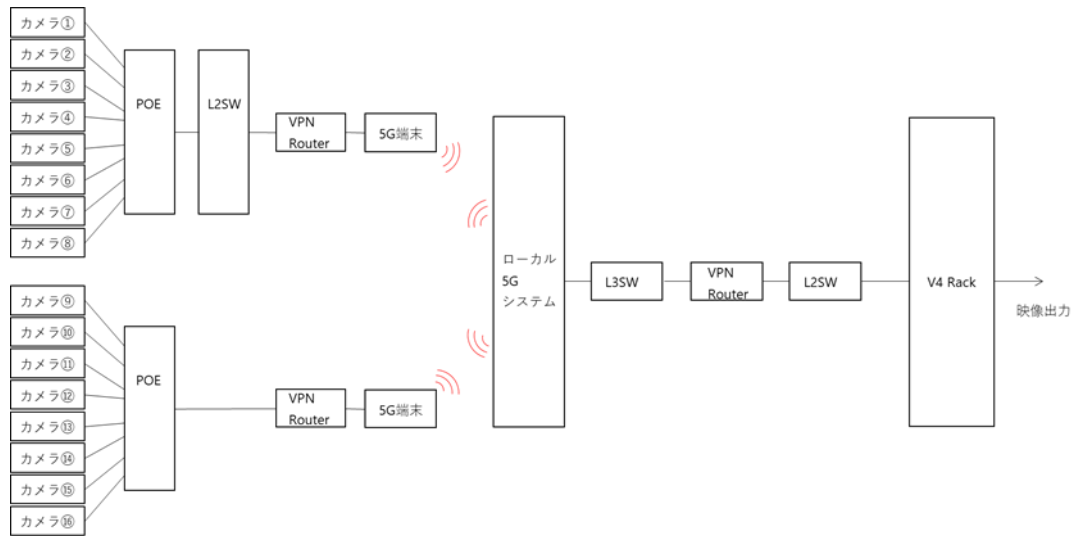 カメラ①
カメラ②
カメラ③
カメラ④
カメラ⑤
カメラ⑥
カメラ⑦
カメラ⑧
POE
L2SW
VPN
Router
5G端末
カメラ⑨
カメラ⑩
カメラ⑪
カメラ⑫
カメラ⑬
カメラ⑭
カメラ⑮
カメラ⑯
POE
VPN
Router
5G端末
ローカル
5G
システム
L3SW
VPN
Router
L2SW
V4 Rack
映像出力